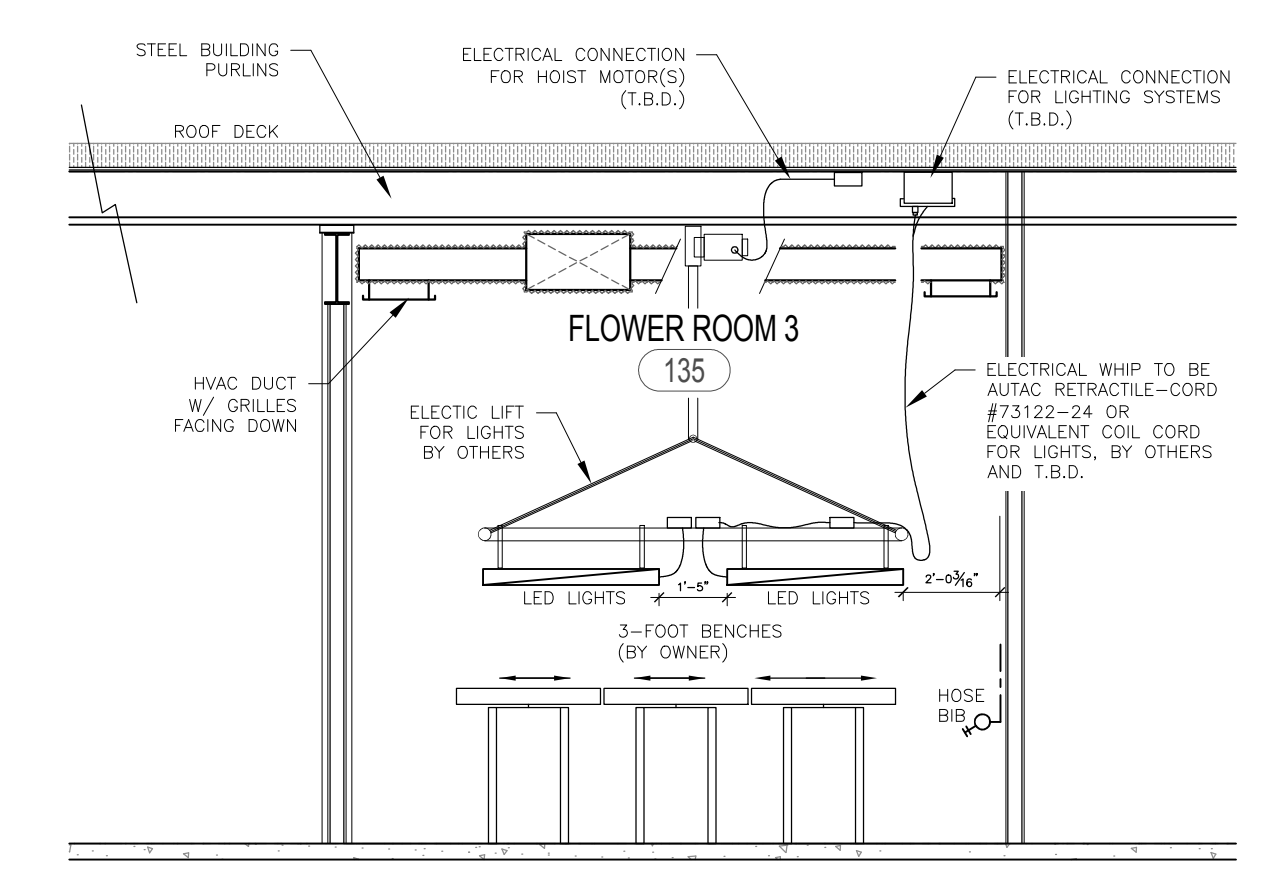 STEEL BUILDING
PURLINS
ELECTRICAL CONNECTION
FOR HOIST MOTOR(S)
(T.B.D.)
ELECTRICAL CONNECTION
FOR LIGHTING SYSTEMS
(T.B.D.)
ROOF DECK
FLOWER ROOM 3
135
HVAC DUCT
W/ GRILLES
FACING DOWN
ELECTIC LIFT
FOR LIGHTS
BY OTHERS
ELECTRICAL WHIP TO BE
AUTAC RETRACTILE-CORD
#73122-24 OR
EQUIVALENT COIL CORD
FOR LIGHTS, BY OTHERS
AND T.B.D.
LED LIGHTS
1'-5"
LED LIGHTS
2'-0 3/16"
3-FOOT BENCHES
(BY OWNER)
HOSE
BIB